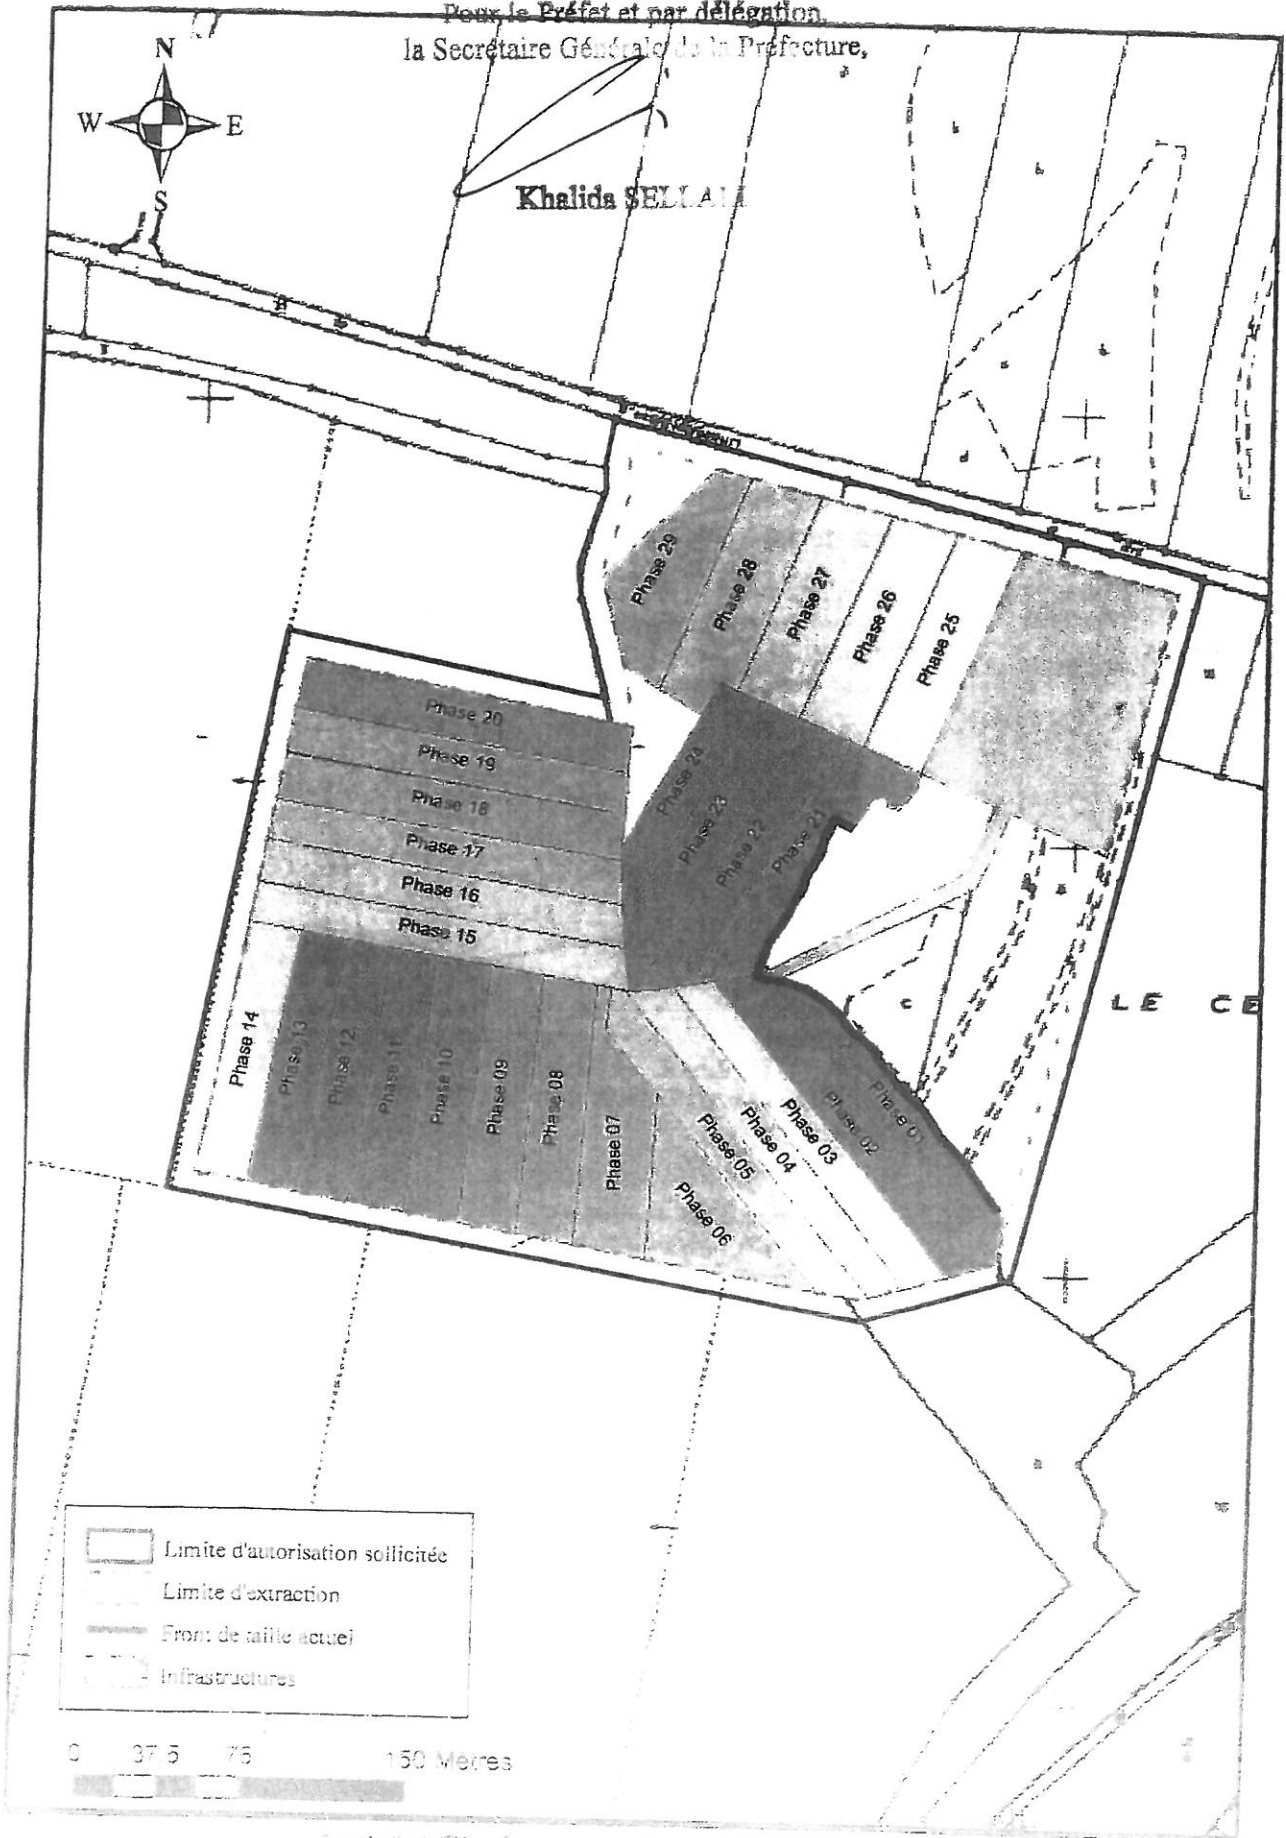 Pour le Préfet et par délégation,
la Secrétaire Générale de la Préfecture,
N
W E
S
Khalida SELLAMI
Phase 29
Phase 28
Phase 27
Phase 26
Phase 25
Phase 20
Phase 19
Phase 18
Phase 17
Phase 16
Phase 15
Phase 24
Phase 23
Phase 22
Phase 21
Phase 14
Phase 13
Phase 12
Phase 11
Phase 10
Phase 09
Phase 08
Phase 07
Phase 06
Phase 05
Phase 04
Phase 03
Phase 02
Phase 01
c
d
LE CE
Limite d'autorisation sollicitée
Limite d'extraction
Front de taille actuel
Infrastructures
0 37.5 75 150 Mètres